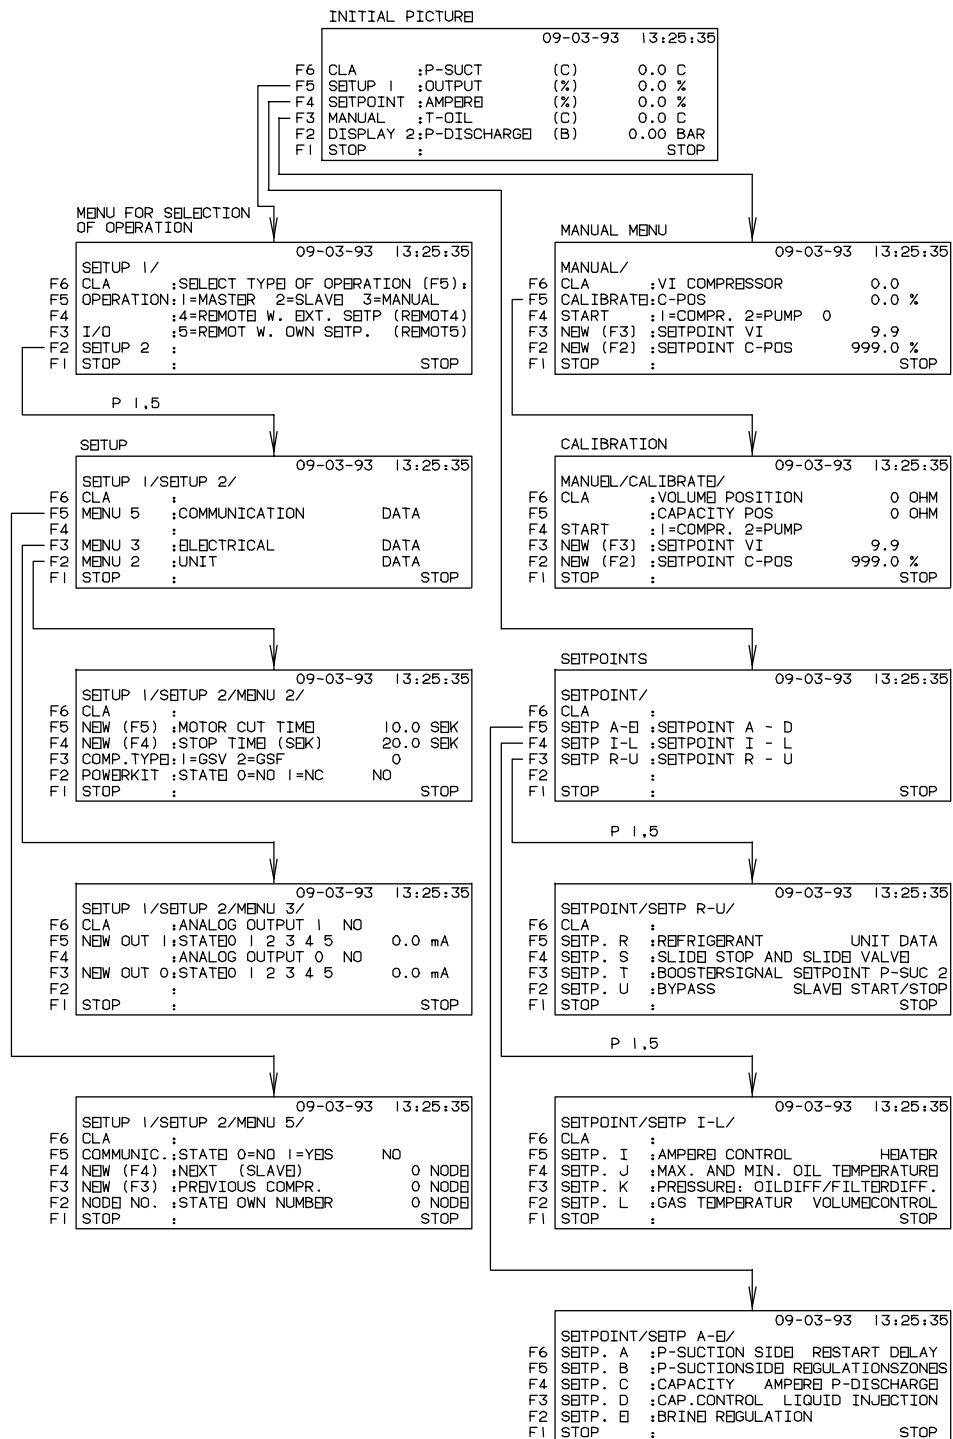 INITIAL PICTURE
09-03-93 13:25:35
F6 CLA :P-SUCT (C) 0.0 C
F5 SETUP 1 :OUTPUT (%) 0.0 %
F4 SETPOINT :AMPERE (%) 0.0 %
F3 MANUAL :T-OIL (C) 0.0 C
F2 DISPLAY 2:P-DISCHARGE (B) 0.00 BAR
F1 STOP : STOP
MENU FOR SELECTION
OF OPERATION
09-03-93 13:25:35
SETUP 1/
F6 CLA :SELECT TYPE OF OPERATION (F5):
F5 OPERATION:1=MASTER 2=SLAVE 3=MANUAL
F4 :4=REMOTE W. EXT. SETP (REMOT4)
F3 I/O :5=REMOT W. OWN SETP. (REMOT5)
F2 SETUP 2 :
F1 STOP : STOP
P 1,5
SETUP
09-03-93 13:25:35
SETUP 1/SETUP 2/
F6 CLA :
F5 MENU 5 :COMMUNICATION DATA
F4 :
F3 MENU 3 :ELECTRICAL DATA
F2 MENU 2 :UNIT DATA
F1 STOP : STOP
09-03-93 13:25:35
SETUP 1/SETUP 2/MENU 2/
F6 CLA :
F5 NEW (F5) :MOTOR CUT TIME 10.0 SEK
F4 NEW (F4) :STOP TIME (SEK) 20.0 SEK
F3 COMP.TYPE:1=GSV 2=GSF 0
F2 POWERKIT :STATE 0=NO 1=NC NO
F1 STOP : STOP
09-03-93 13:25:35
SETUP 1/SETUP 2/MENU 3/
F6 CLA :ANALOG OUTPUT 1 NO
F5 NEW OUT 1:STATE0 1 2 3 4 5 0.0 mA
F4 :ANALOG OUTPUT 0 NO
F3 NEW OUT 0:STATE0 1 2 3 4 5 0.0 mA
F2 :
F1 STOP : STOP
09-03-93 13:25:35
SETUP 1/SETUP 2/MENU 5/
F6 CLA :
F5 COMMUNIC.:STATE 0=NO 1=YES NO
F4 NEW (F4) :NEXT (SLAVE) 0 NODE
F3 NEW (F3) :PREVIOUS COMPR. 0 NODE
F2 NODE NO. :STATE OWN NUMBER 0 NODE
F1 STOP : STOP
MANUAL MENU
09-03-93 13:25:35
MANUAL/
F6 CLA :VI COMPRESSOR 0.0
F5 CALIBRATE:C-POS 0.0 %
F4 START :1=COMPR. 2=PUMP 0
F3 NEW (F3) :SETPOINT VI 9.9
F2 NEW (F2) :SETPOINT C-POS 999.0 %
F1 STOP : STOP
CALIBRATION
09-03-93 13:25:35
MANUEL/CALIBRATE/
F6 CLA :VOLUME POSITION 0 OHM
F5 :CAPACITY POS 0 OHM
F4 START :1=COMPR. 2=PUMP
F3 NEW (F3) :SETPOINT VI 9.9
F2 NEW (F2) :SETPOINT C-POS 999.0 %
F1 STOP : STOP
SETPOINTS
09-03-93 13:25:35
SETPOINT/
F6 CLA :
F5 SETP A-E :SETPOINT A - D
F4 SETP I-L :SETPOINT I - L
F3 SETP R-U :SETPOINT R - U
F2 :
F1 STOP : STOP
P 1,5
09-03-93 13:25:35
SETPOINT/SETP R-U/
F6 CLA :
F5 SETP. R :REFRIGERANT UNIT DATA
F4 SETP. S :SLIDE STOP AND SLIDE VALVE
F3 SETP. T :BOOSTERSIGNAL SETPOINT P-SUC 2
F2 SETP. U :BYPASS SLAVE START/STOP
F1 STOP : STOP
P 1,5
09-03-93 13:25:35
SETPOINT/SETP I-L/
F6 CLA :
F5 SETP. I :AMPERE CONTROL HEATER
F4 SETP. J :MAX. AND MIN. OIL TEMPERATURE
F3 SETP. K :PRESSURE: OILDIFF/FILTERDIFF.
F2 SETP. L :GAS TEMPERATUR VOLUMECONTROL
F1 STOP : STOP
09-03-93 13:25:35
SETPOINT/SETP A-E/
F6 SETP. A :P-SUCTION SIDE RESTART DELAY
F5 SETP. B :P-SUCTIONSIDE REGULATIONSZONES
F4 SETP. C :CAPACITY AMPERE P-DISCHARGE
F3 SETP. D :CAP.CONTROL LIQUID INJECTION
F2 SETP. E :BRINE REGULATION
F1 STOP : STOP